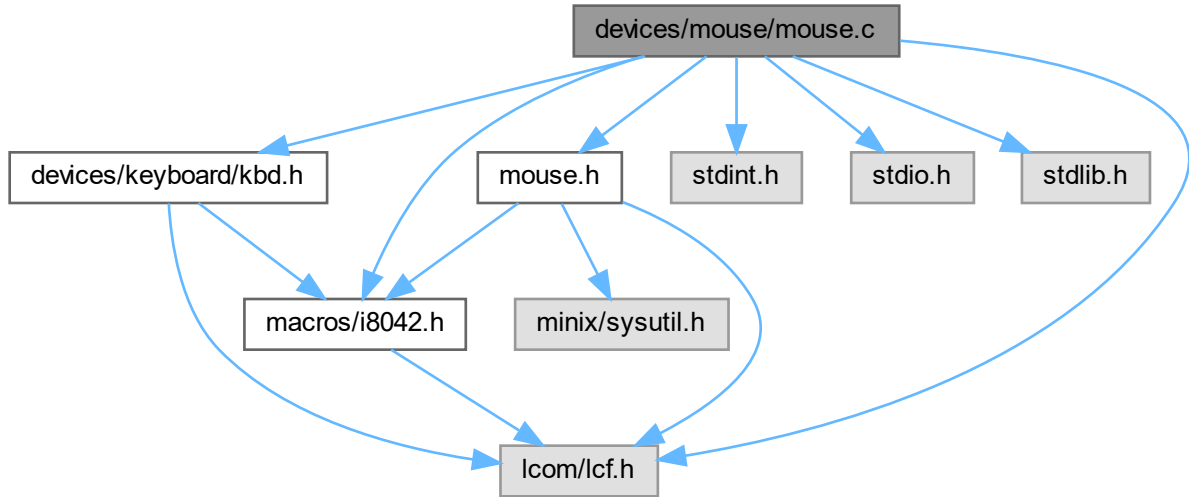 devices/mouse/mouse.c
devices/keyboard/kbd.h
mouse.h
stdint.h
stdio.h
stdlib.h
macros/i8042.h
minix/sysutil.h
lcom/lcf.h